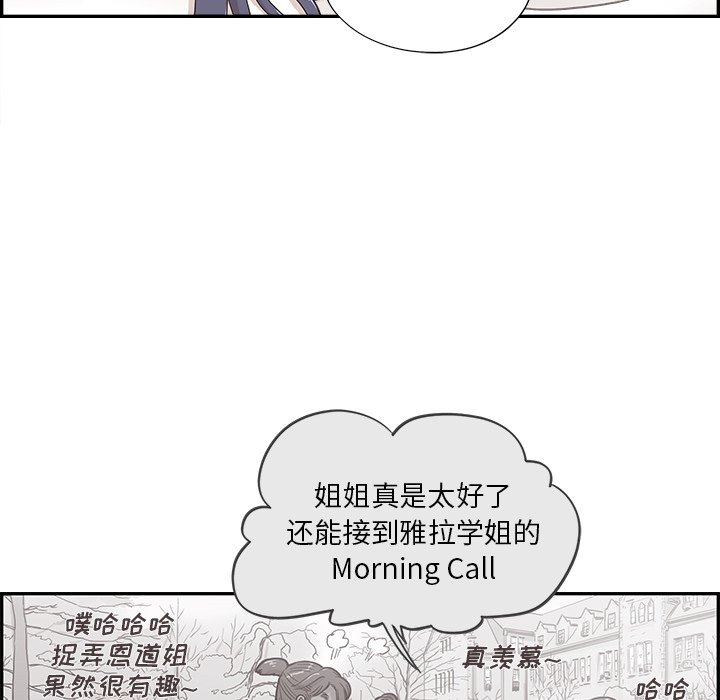 姐姐真是太好了
还能接到雅拉学姐的
Morning Call
噗哈哈哈
捉弄恩道姐
果然很有趣~
真羡慕~
哈哈